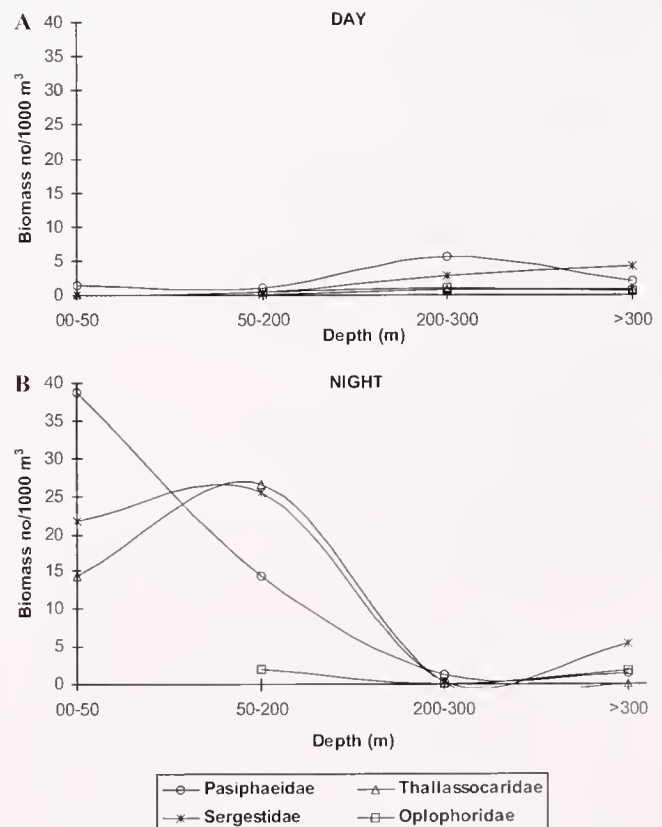 A
DAY
Biomass no/1000 m³
40
35
30
25
20
15
10
5
0
00-50 50-200 200-300 >300
Depth (m)
B
NIGHT
Biomass no/1000 m³
40
35
30
25
20
15
10
5
0
00-50 50-200 200-300 >300
Depth (m)
Pasiphaeidae Thallassocaridae
Sergestidae Oplophoridae